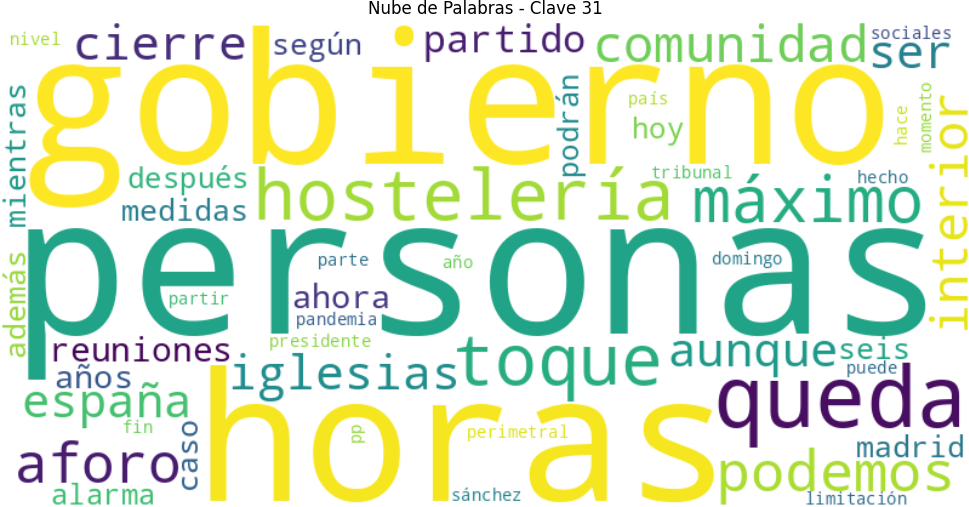 Nube de Palabras - Clave 31
nivel
cierre
según
partido
comunidad
sociales
ser
gobierno
mientras
podrán
país
hoy
hace
momento
interior
después
medidas
hostelería
tribunal
máximo
hecho
personas
además
parte
año
domingo
partir
ahora
pandemia
presidente
reuniones
años
iglesias
toque
aunque
seis
puede
españa
fin
horas
queda
aforo
caso
pp
perimetral
madrid
podemos
alarma
sánchez
limitación